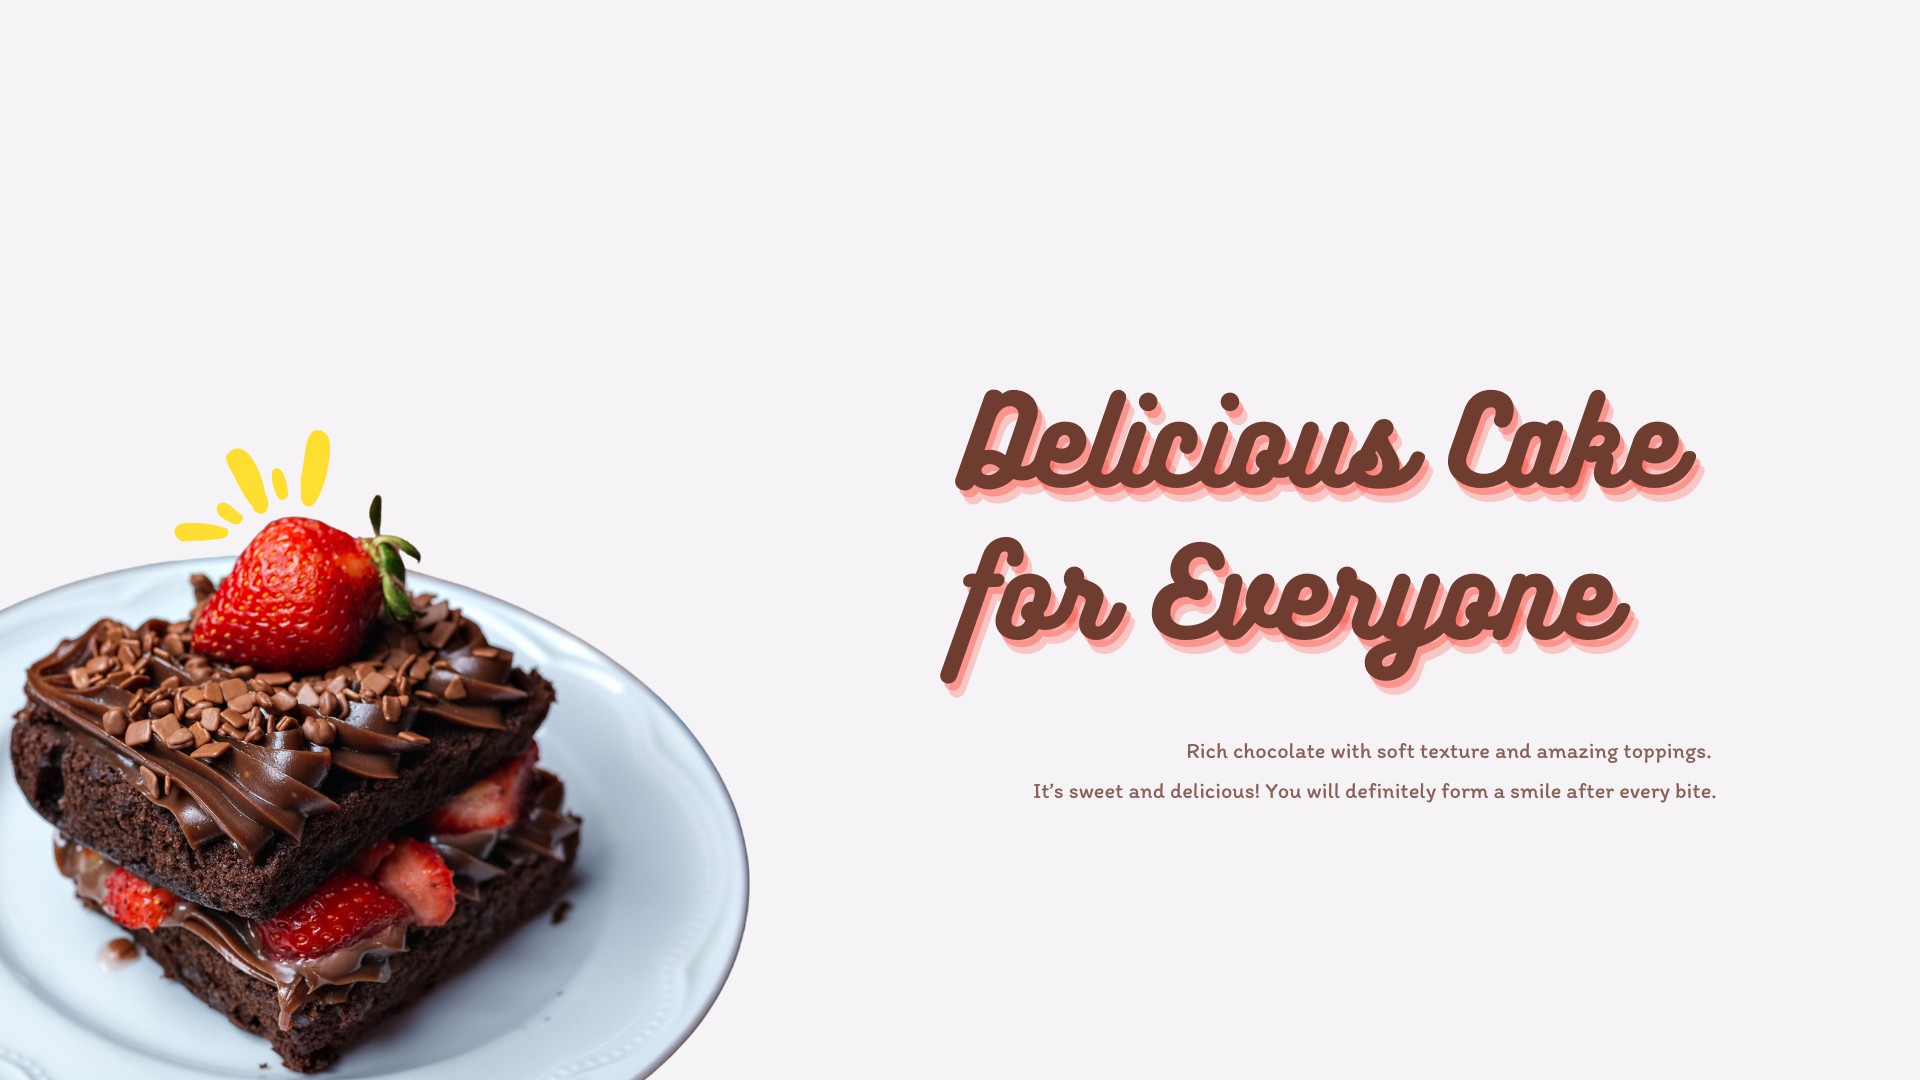 Delicious Cake
for Everyone
Rich chocolate with soft texture and amazing toppings.
It’s sweet and delicious! You will definitely form a smile after every bite.